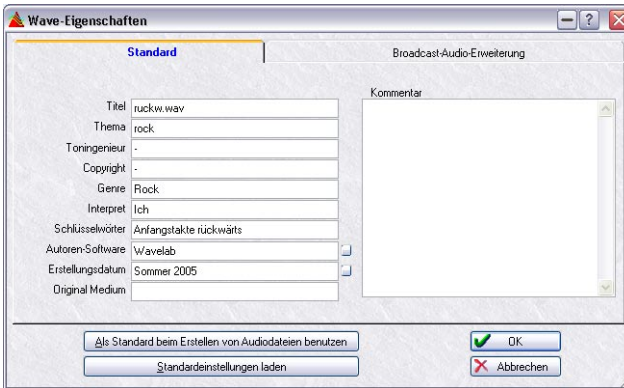 Wave-Eigenschaften
Standard
Broadcast-Audio-Erweiterung
Titel ruckw.wav
Thema rock
Toningenieur -
Copyright -
Genre Rock
Interpret Ich
Schlüsselwörter Anfangstakte rückwärts
Autoren-Software Wavelab
Erstellungsdatum Sommer 2005
Original Medium
Kommentar
Als Standard beim Erstellen von Audiodateien benutzen
OK
Standardeinstellungen laden
Abbrechen